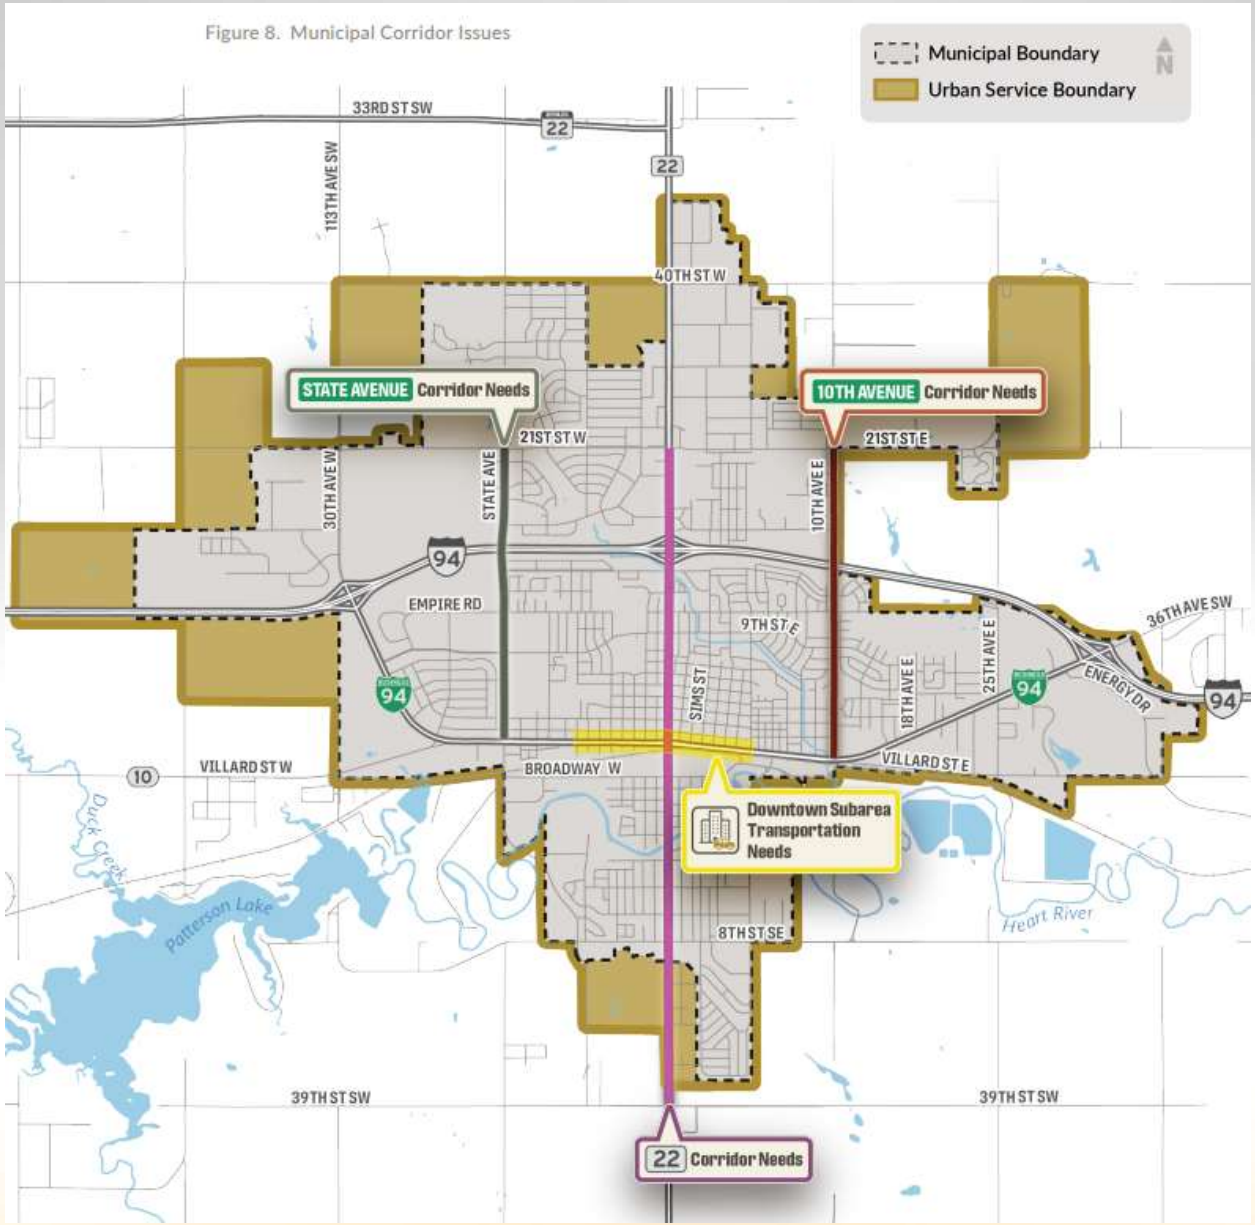 Figure 8. Municipal Corridor Issues
Municipal Boundary
N
Urban Service Boundary
33RD ST SW
22
113TH AVE SW
22
40TH ST W
STATE AVENUE Corridor Needs
10TH AVENUE Corridor Needs
21ST ST W
21ST ST E
30TH AVE W
STATE AVE
10TH AVE E
94
EMPIRE RD
9TH ST E
36TH AVE SW
25TH AVE E
18TH AVE E
SIMS ST
94
94
ENERGY DR
94
10
VILLARD ST W
BROADWAY W
VILLARD ST E
Duck Creek
Downtown Subarea
Transportation
Needs
Patterson Lake
Heart River
8TH ST SE
39TH ST SW
39TH ST SW
22 Corridor Needs